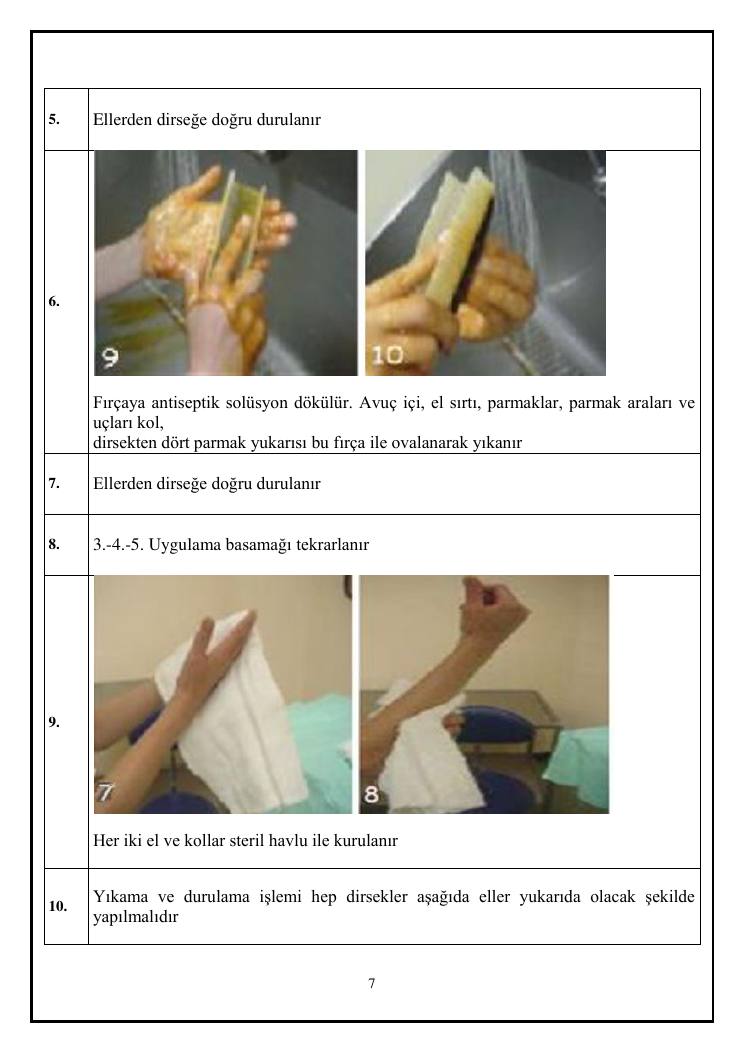 5.
Ellerden dirseğe doğru durulanır
6.
9
10
Fırçaya antiseptik solüsyon dökülür. Avuç içi, el sırtı, parmaklar, parmak araları ve
uçları kol,
dirsekten dört parmak yukarısı bu fırça ile ovalanarak yıkanır
7.
Ellerden dirseğe doğru durulanır
8.
3.-4.-5. Uygulama basamağı tekrarlanır
9.
7
8
Her iki el ve kollar steril havlu ile kurulanır
10.
Yıkama ve durulama işlemi hep dirsekler aşağıda eller yukarıda olacak şekilde
yapılmalıdır
7